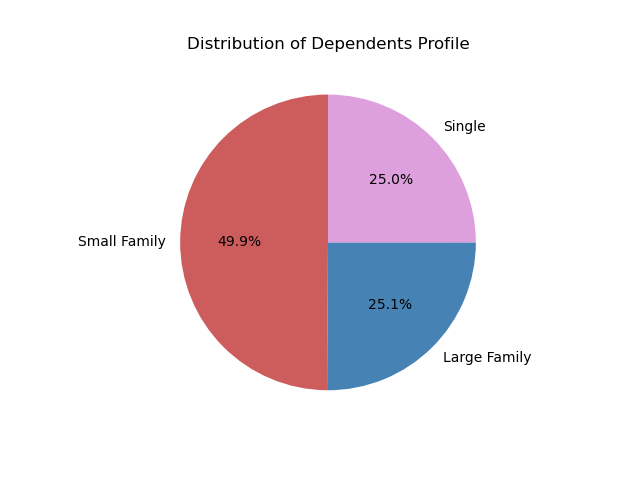 Distribution of Dependents Profile
Single
25.0%
Small Family
49.9%
25.1%
Large Family